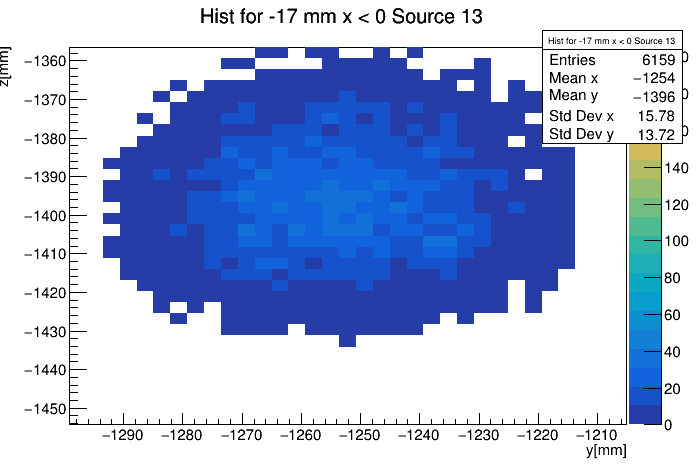 Hist for -17 mm x < 0 Source 13
z[mm]
Hist for -17 mm x < 0 Source 13
Entries 6159
Mean x −1254
Mean y −1396
Std Dev x 15.78
Std Dev y 13.72
−1360
−1370
−1380
−1390
−1400
−1410
−1420
−1430
−1440
−1450
140
120
100
80
60
40
20
0
−1290 −1280 −1270 −1260 −1250 −1240 −1230 −1220 −1210
y[mm]